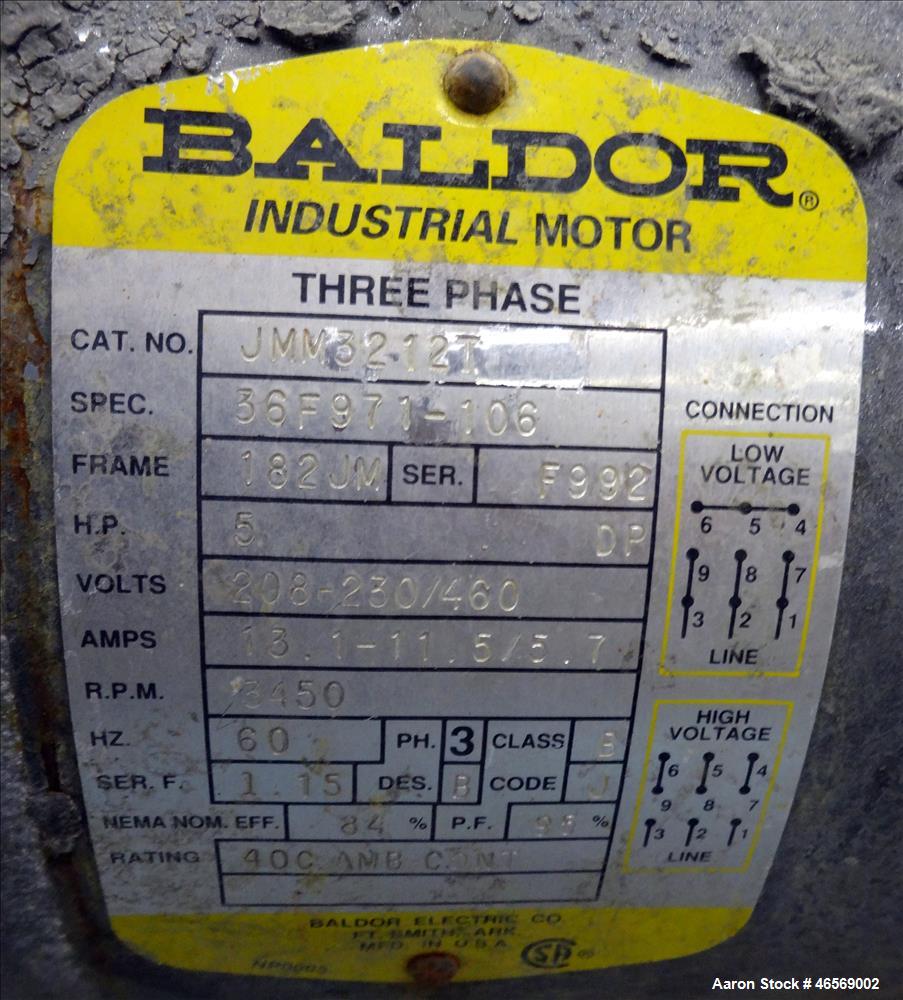 BALDOR®
INDUSTRIAL MOTOR
THREE PHASE
CAT. NO. JMM3212T
SPEC. 36F971-106
FRAME 182JM SER. F992
H.P. 5 DP
VOLTS 208-230/460
AMPS 13.1-11.5/5.7
R.P.M. 3450
HZ. 60 PH. 3 CLASS B
SER. F. 1.15 DES. B CODE J
NEMA NOM. EFF. 84 % P.F. %
RATING 40C AMB CONT
CONNECTION
LOW
VOLTAGE
6 5 4
9 8 7
3 2 1
LINE
HIGH
VOLTAGE
6 5 4
9 8 7
3 2 1
LINE
BALDOR ELECTRIC CO.
FT. SMITH, ARK.
MFD. IN U.S.A.
Aaron Stock # 46569002